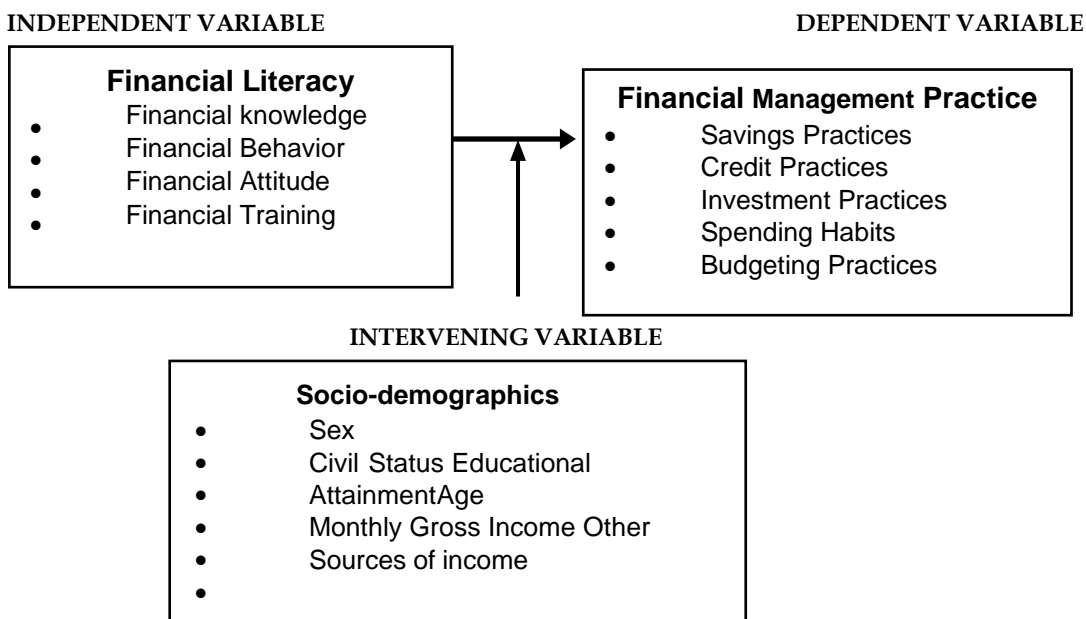 INDEPENDENT VARIABLE
DEPENDENT VARIABLE
Financial Literacy
• Financial knowledge
• Financial Behavior
• Financial Attitude
• Financial Training
Financial Management Practice
• Savings Practices
• Credit Practices
• Investment Practices
• Spending Habits
• Budgeting Practices
INTERVENING VARIABLE
Socio-demographics
• Sex
• Civil Status Educational
• AttainmentAge
• Monthly Gross Income Other
• Sources of income
•